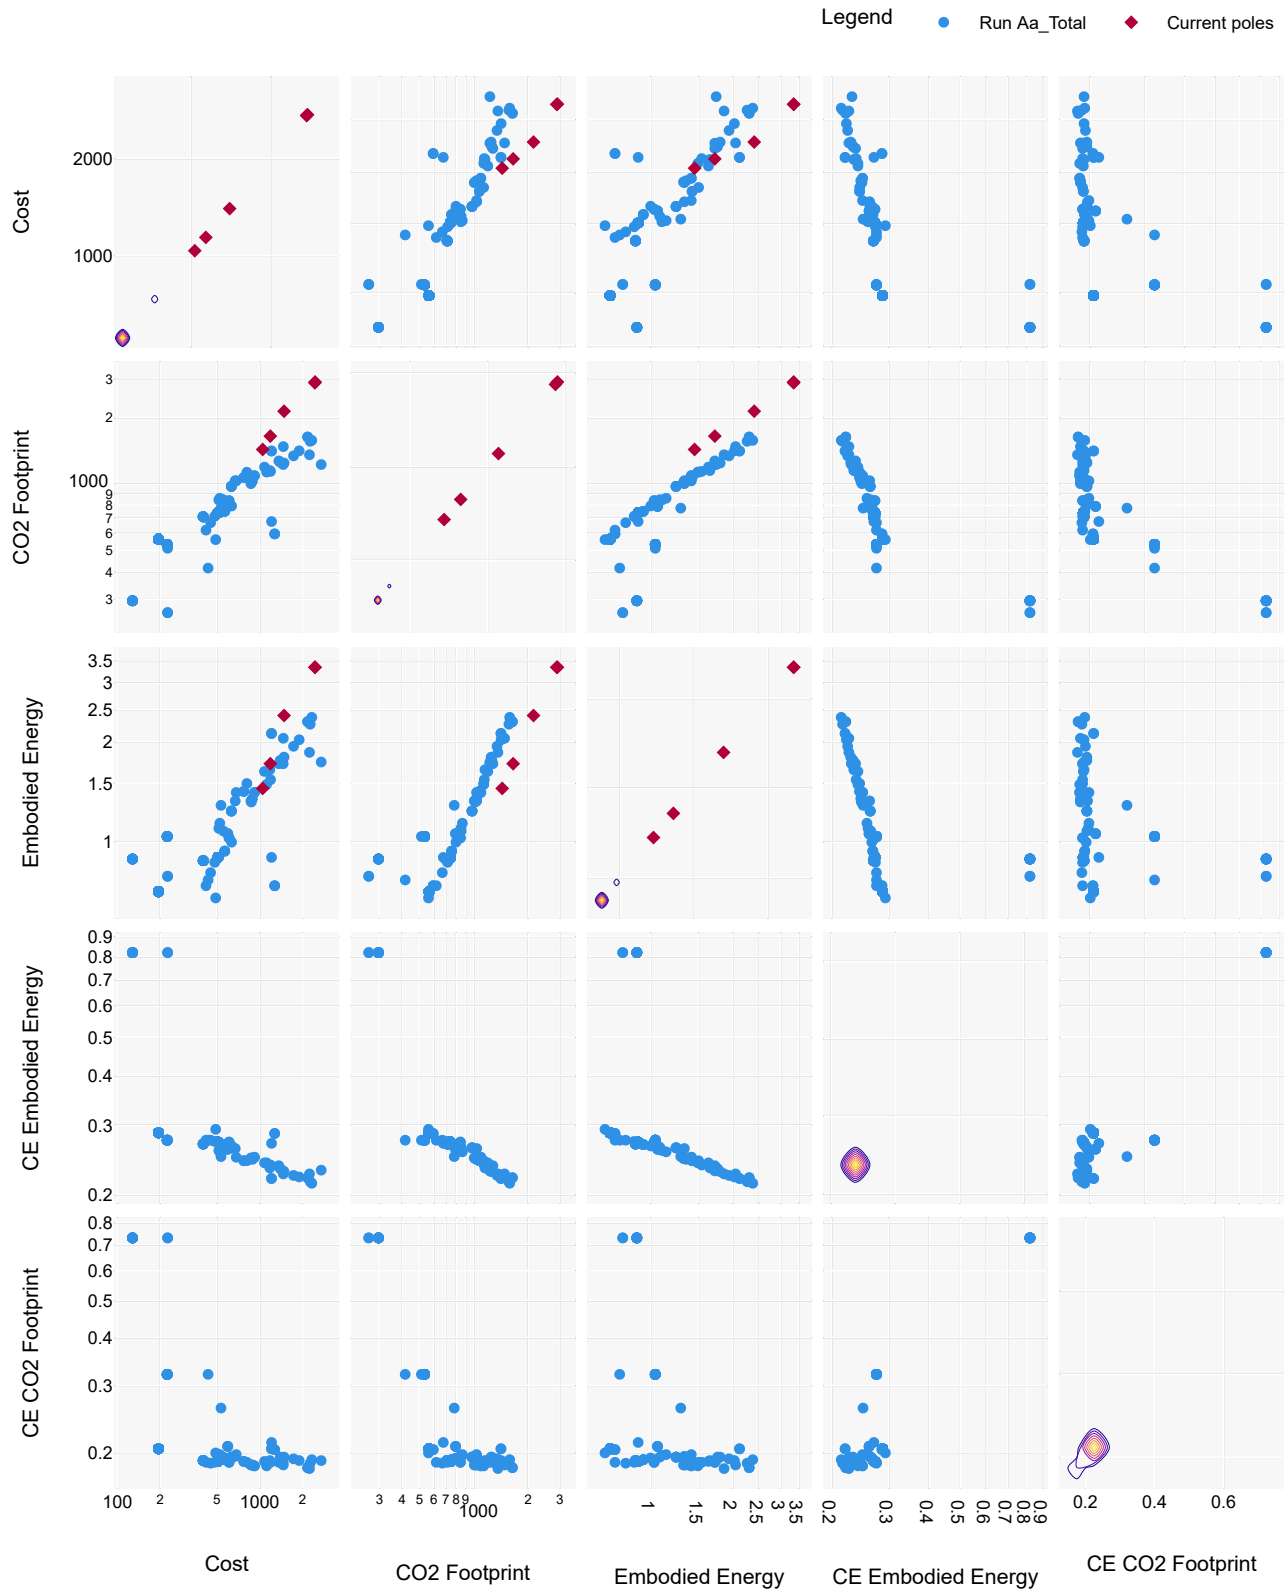 Legend Run Aa_Total Current poles
Cost
2000
1000
CO2 Footprint
3
2
1000
9
8
7
6
5
4
3
Embodied Energy
3.5
3
2.5
2
1.5
1
CE Embodied Energy
0.9
0.8
0.7
0.6
0.5
0.4
0.3
0.2
CE CO2 Footprint
0.8
0.7
0.6
0.5
0.4
0.3
0.2
100 2 5 1000 2
3 4 5 6 7 8 9 1000 2 3
1 1.5 2 2.5 3 3.5
0.2 0.3 0.4 0.5 0.6 0.7 0.8 0.9
0.2 0.4 0.6
Cost
CO2 Footprint
Embodied Energy
CE Embodied Energy
CE CO2 Footprint